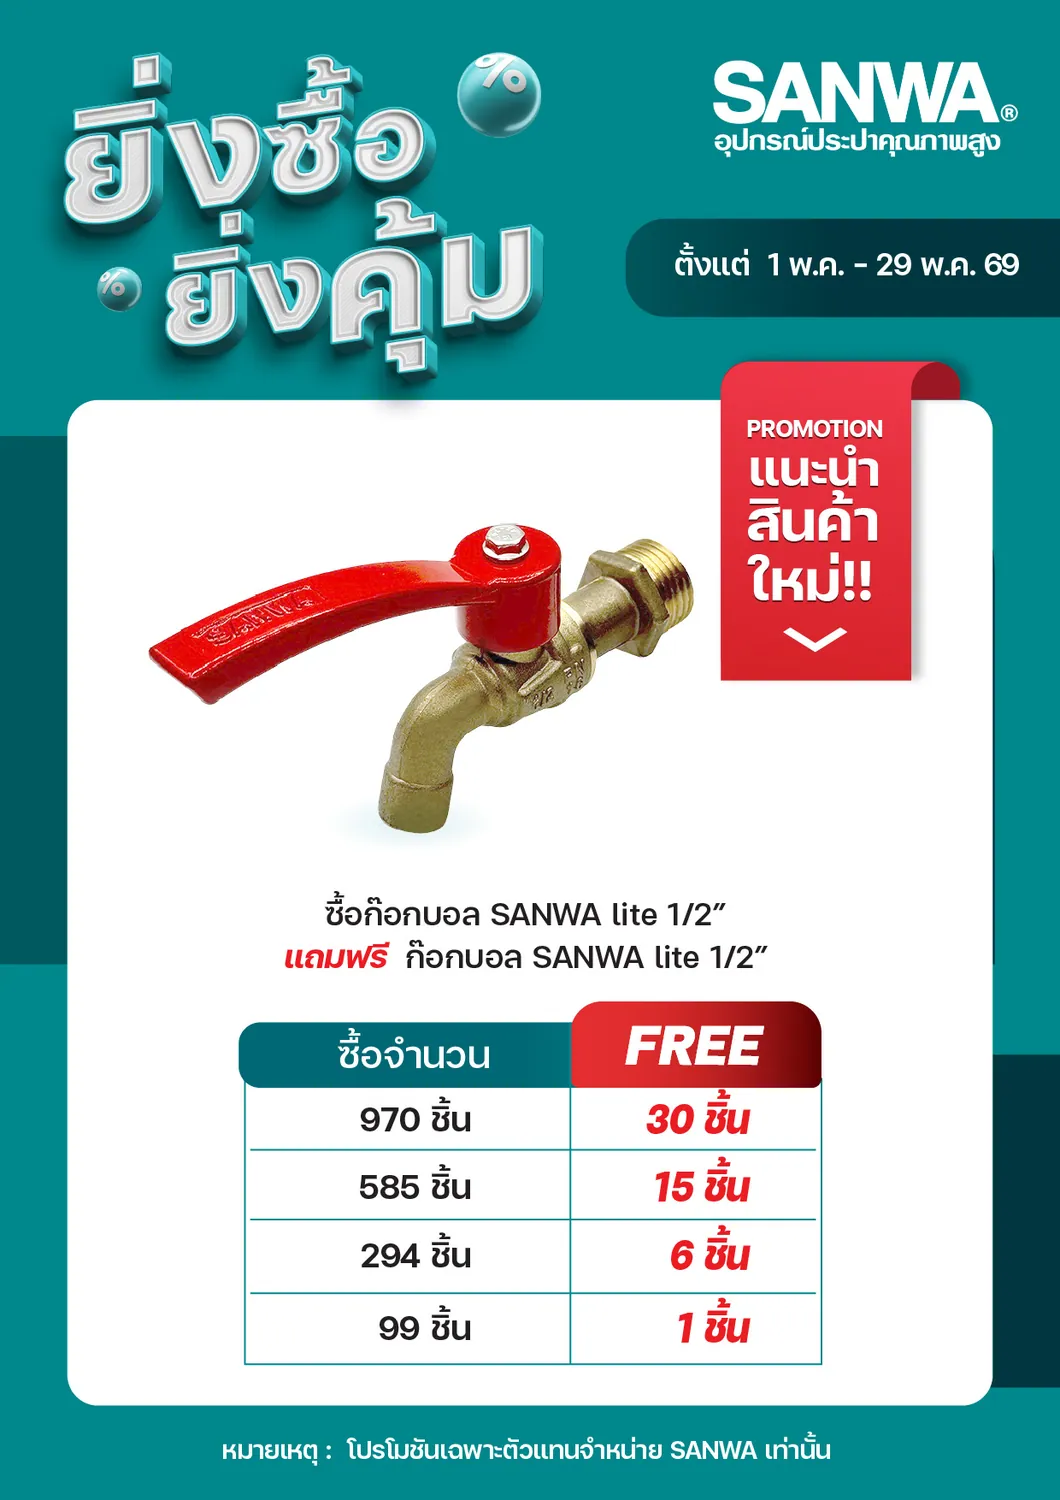 ยิ่งซื้อ
ยิ่งคุ้ม
%
%
SANWA®
อุปกรณ์ประปาคุณภาพสูง
ตั้งแต่ 1 พ.ค. - 29 พ.ค. 69
PROMOTION
แนะนำ
สินค้า
ใหม่!!
SANWA
1/2 PN
16
ซื้อก๊อกบอล SANWA lite 1/2”
แถมฟรี ก๊อกบอล SANWA lite 1/2”
ซื้อจำนวน FREE
970 ชิ้น 30 ชิ้น
585 ชิ้น 15 ชิ้น
294 ชิ้น 6 ชิ้น
99 ชิ้น 1 ชิ้น
หมายเหตุ : โปรโมชันเฉพาะตัวแทนจำหน่าย SANWA เท่านั้น